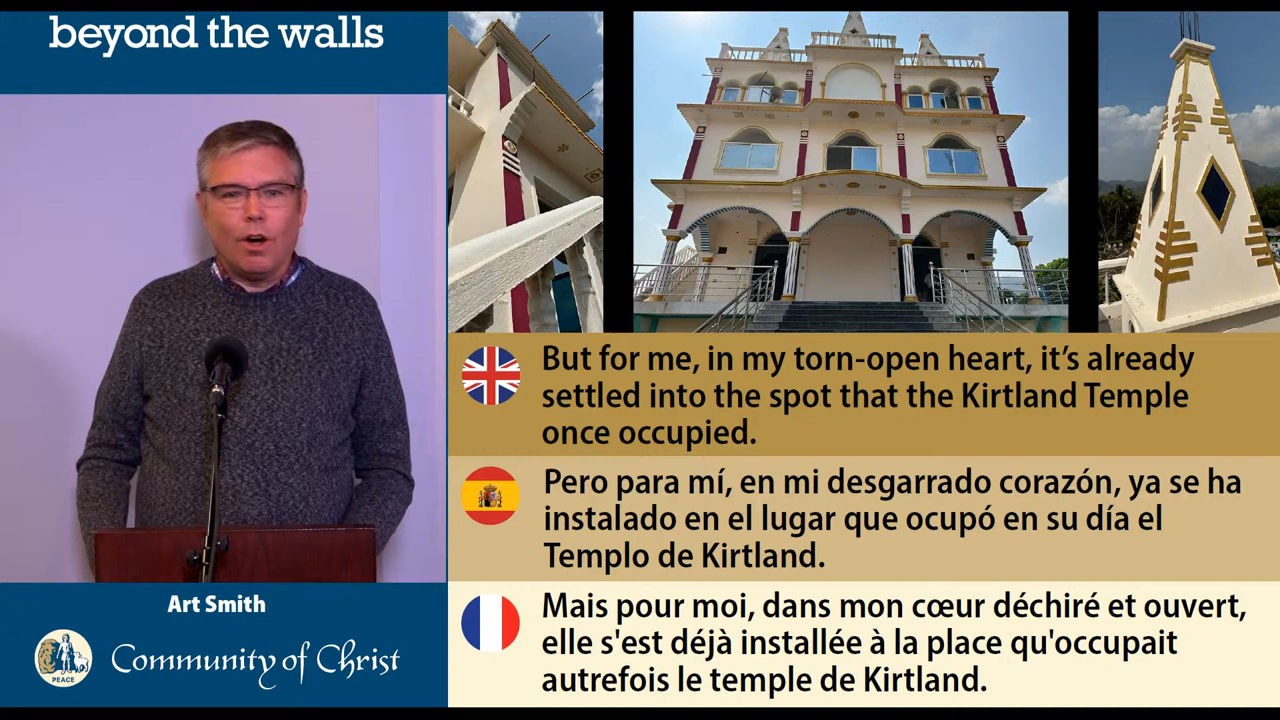 beyond the walls
But for me, in my torn-open heart, it’s already
settled into the spot that the Kirtland Temple
once occupied.
Pero para mí, en mi desgarrado corazón, ya se ha
instalado en el lugar que ocupó en su día el
Templo de Kirtland.
Mais pour moi, dans mon cœur déchiré et ouvert,
elle s'est déjà installée à la place qu'occupait
autrefois le temple de Kirtland.
Art Smith
PEACE
Community of Christ